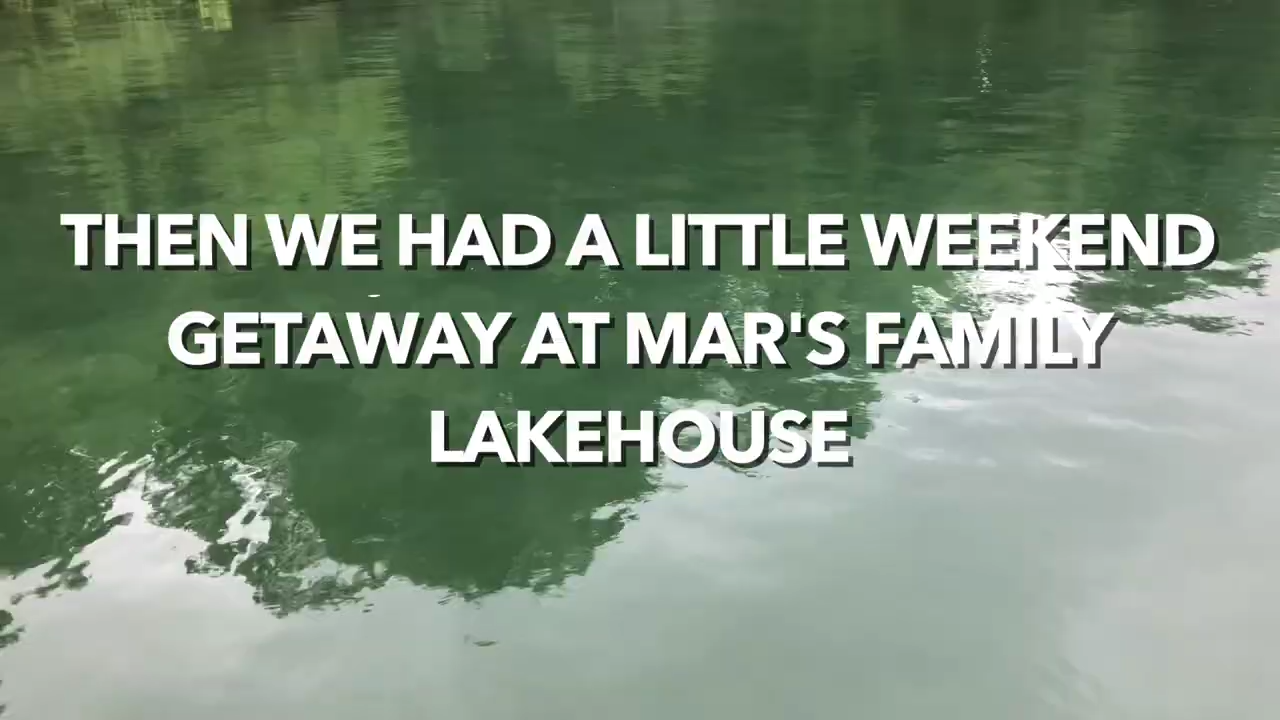 THEN WE HAD A LITTLE WEEKEND
GETAWAY AT MAR'S FAMILY
LAKEHOUSE